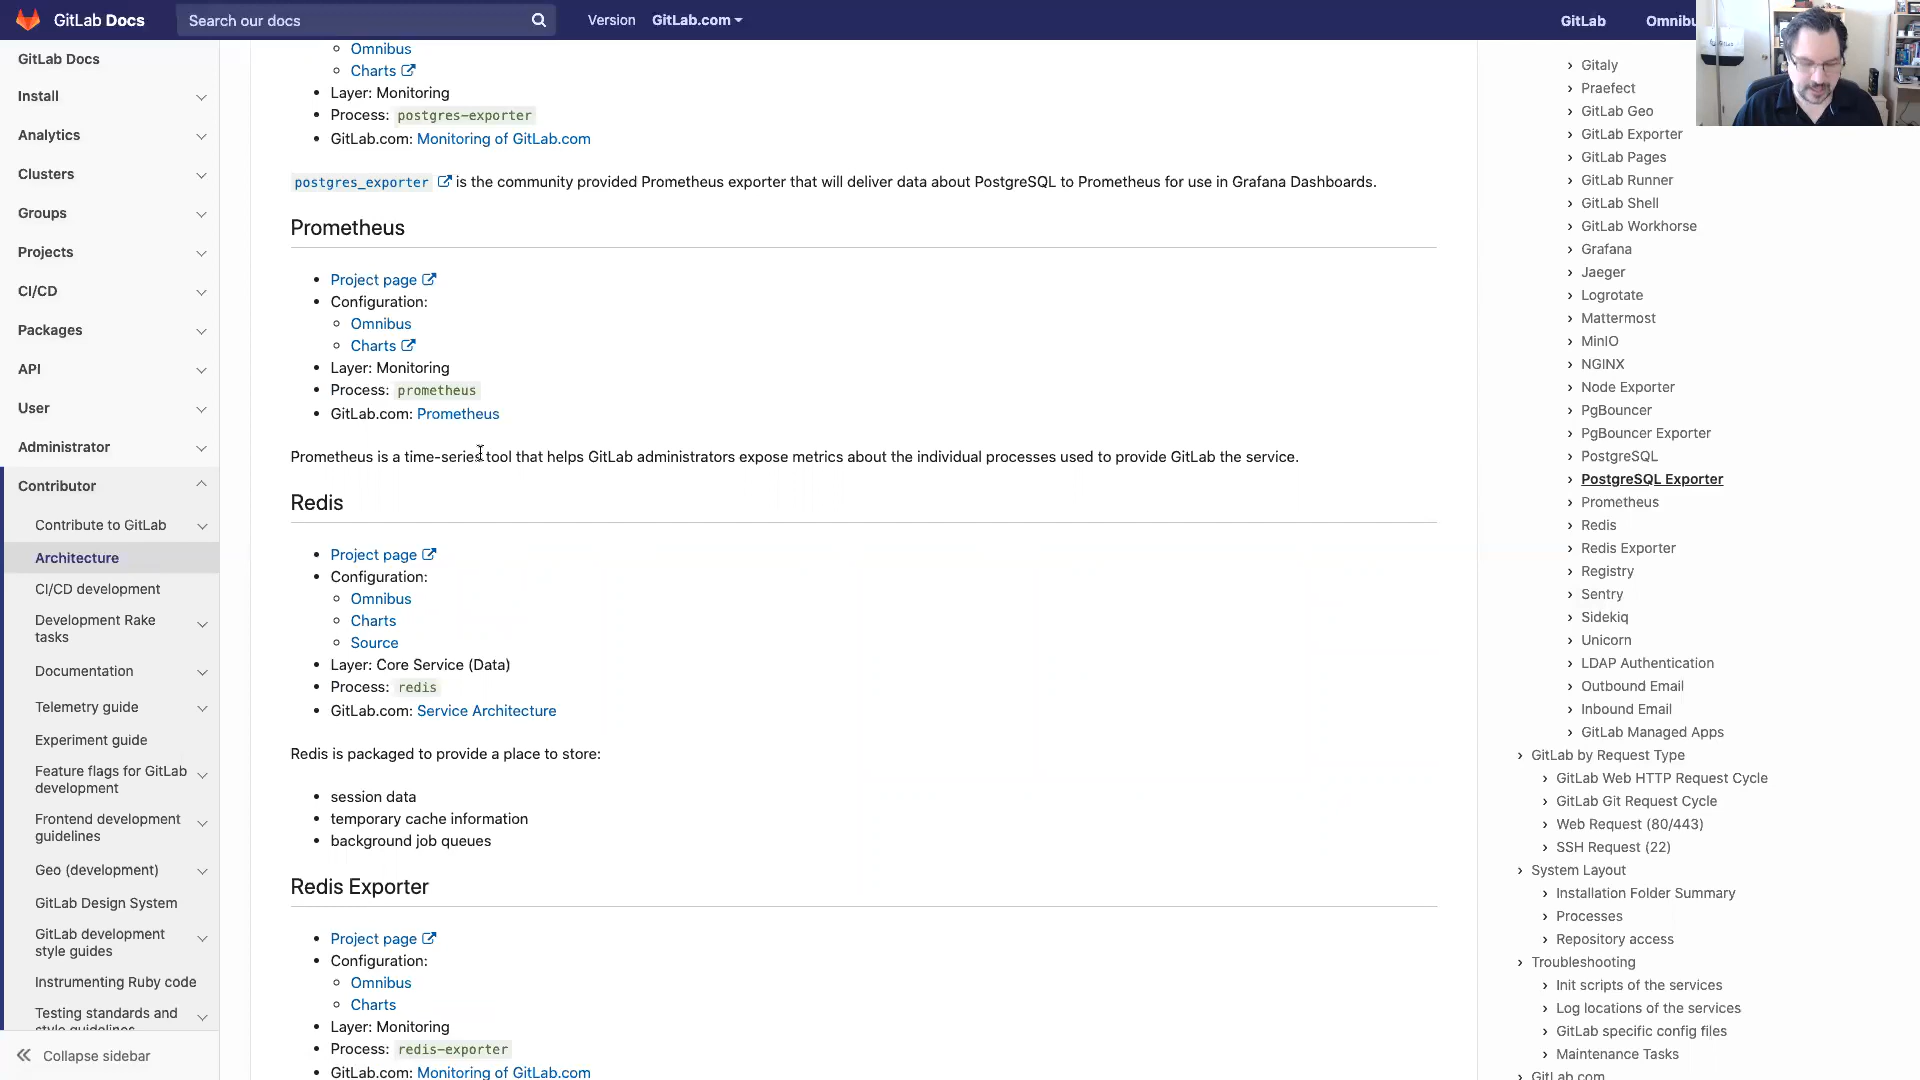 GitLab Docs
Search our docs
Version GitLab.com
GitLab
GitLab Docs
Install
Analytics
Clusters
Groups
Projects
CI/CD
Packages
API
User
Administrator
Contributor
Contribute to GitLab
Architecture
CI/CD development
Development Rake
tasks
Documentation
Telemetry guide
Experiment guide
Feature flags for GitLab
development
Frontend development
guidelines
Geo (development)
GitLab Design System
GitLab development
style guides
Instrumenting Ruby code
Testing standards and
style guidelines
Collapse sidebar
Omnibus
Charts
Layer: Monitoring
Process: postgres-exporter
GitLab.com: Monitoring of GitLab.com
postgres_exporter is the community provided Prometheus exporter that will deliver data about PostgreSQL to Prometheus for use in Grafana Dashboards.
Prometheus
Project page
Configuration:
Omnibus
Charts
Layer: Monitoring
Process: prometheus
GitLab.com: Prometheus
Prometheus is a time-series tool that helps GitLab administrators expose metrics about the individual processes used to provide GitLab the service.
Redis
Project page
Configuration:
Omnibus
Charts
Source
Layer: Core Service (Data)
Process: redis
GitLab.com: Service Architecture
Redis is packaged to provide a place to store:
session data
temporary cache information
background job queues
Redis Exporter
Project page
Configuration:
Omnibus
Charts
Layer: Monitoring
Process: redis-exporter
GitLab.com: Monitoring of GitLab.com
Gitaly
Praefect
GitLab Geo
GitLab Exporter
GitLab Pages
GitLab Runner
GitLab Shell
GitLab Workhorse
Grafana
Jaeger
Logrotate
Mattermost
MinIO
NGINX
Node Exporter
PgBouncer
PgBouncer Exporter
PostgreSQL
PostgreSQL Exporter
Prometheus
Redis
Redis Exporter
Registry
Sentry
Sidekiq
Unicorn
LDAP Authentication
Outbound Email
Inbound Email
GitLab Managed Apps
GitLab by Request Type
GitLab Web HTTP Request Cycle
GitLab Git Request Cycle
Web Request (80/443)
SSH Request (22)
System Layout
Installation Folder Summary
Processes
Repository access
Troubleshooting
Init scripts of the services
Log locations of the services
GitLab specific config files
Maintenance Tasks
GitLab.com